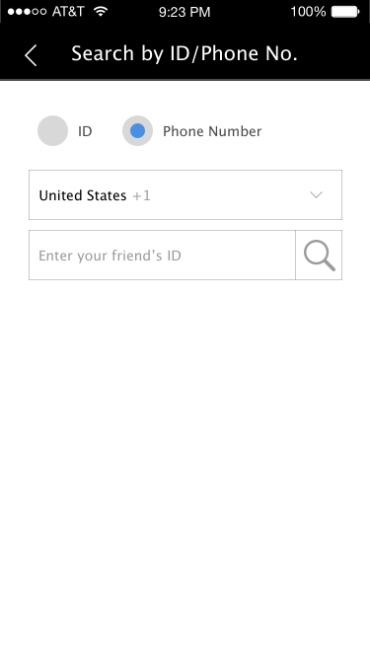 AT&T 9:23 PM 100%
Search by ID/Phone No.
ID Phone Number
United States +1
Enter your friend's ID